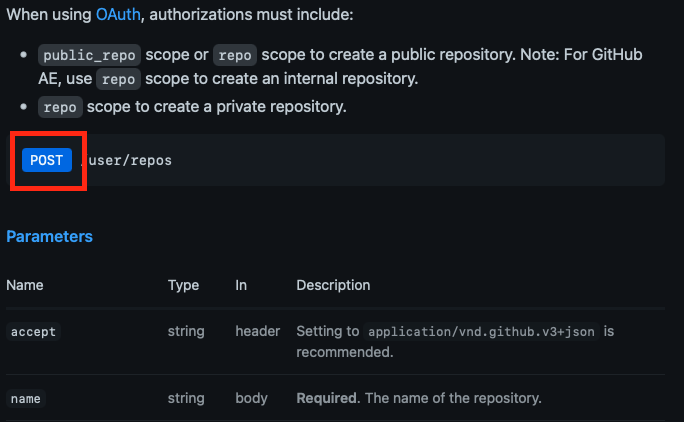 When using OAuth, authorizations must include:
• public_repo scope or repo scope to create a public repository. Note: For GitHub
AE, use repo scope to create an internal repository.
• repo scope to create a private repository.
POST /user/repos
Parameters
Name Type In Description
accept string header Setting to application/vnd.github.v3+json is
recommended.
name string body Required. The name of the repository.